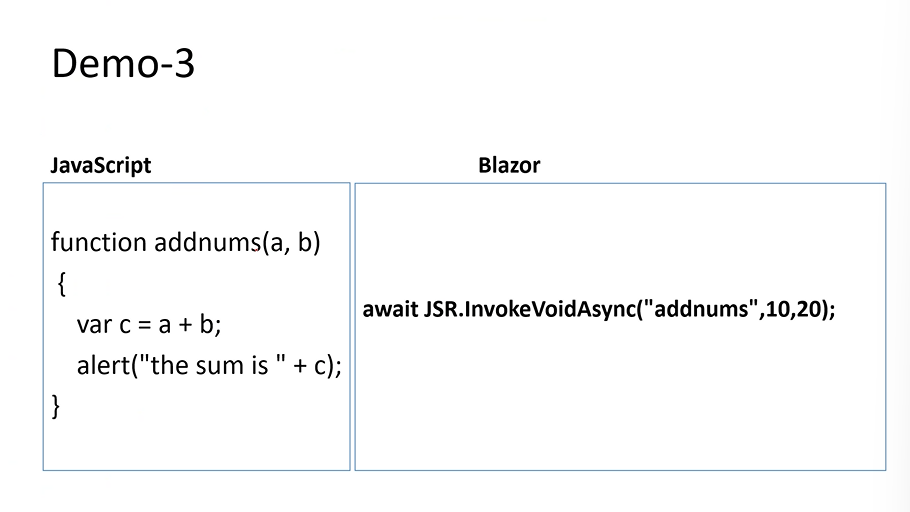 Demo-3
JavaScript
Blazor
function addnums(a, b)
{
var c = a + b;
alert("the sum is " + c);
}
await JSR.InvokeVoidAsync("addnums",10,20);